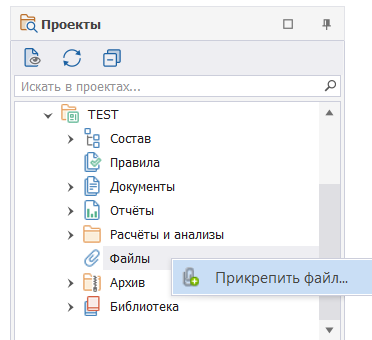 Проекты
Искать в проектах...
TEST
Состав
Правила
Документы
Отчёты
Расчёты и анализы
Файлы
Прикрепить файл...
Архив
Библиотека